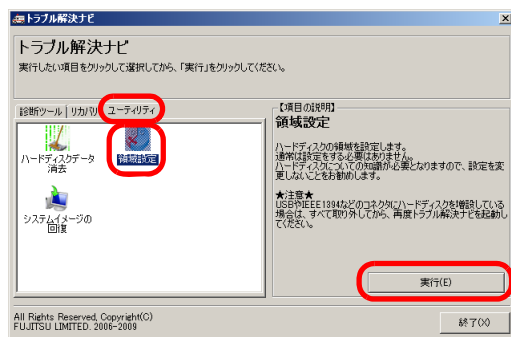 トラブル解決ナビ
トラブル解決ナビ
実行したい項目をクリックして選択してから、「実行」をクリックしてください。
診断ツール
リカバリ
ユーティリティ
ハードディスクデータ
消去
領域設定
システムイメージの
回復
【項目の説明】
領域設定
ハードディスクの領域を設定します。
通常は設定をする必要はありません。
ハードディスクについての知識が必要となりますので、設定を変
更しないことをお勧めします。
★注意★
USBやIEEE1394などのコネクタにハードディスクを増設している
場合は、すべて取り外してから、再度トラブル解決ナビを起動し
てください。
実行(E)
All Rights Reserved, Copyright(C)
FUJITSU LIMITED. 2006-2009
終了(X)